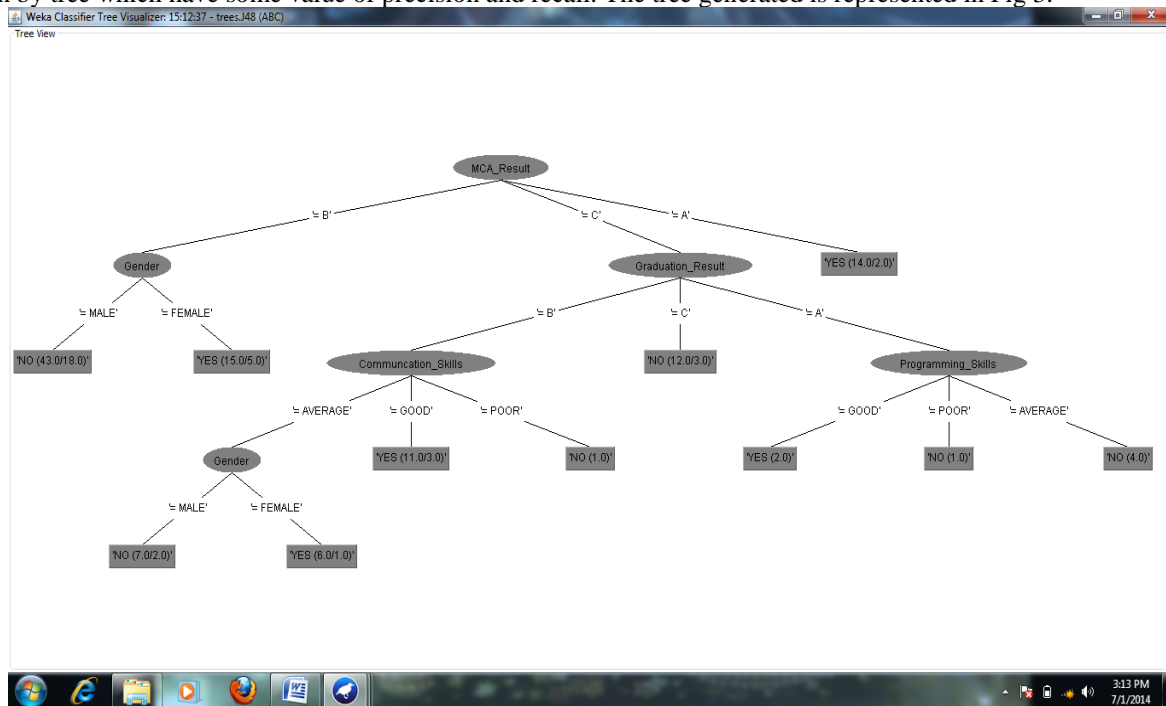 n by tree which have some value of precision and recall. The tree generated is represented in Fig 3.
Weka Classifier Tree Visualizer: 15:12:37 - trees.J48 (ABC)
Tree View
MCA_Result
'= B'
'= C'
'= A'
Gender
Graduation_Result
'YES (14.0/2.0)'
'= MALE'
'= FEMALE'
'= B'
'= C'
'= A'
'NO (43.0/18.0)'
'YES (15.0/5.0)'
Communcation_Skills
'NO (12.0/3.0)'
Programming_Skills
'= AVERAGE'
'= GOOD'
'= POOR'
'= GOOD'
'= POOR'
'= AVERAGE'
Gender
'YES (11.0/3.0)'
'NO (1.0)'
'YES (2.0)'
'NO (1.0)'
'NO (4.0)'
'= MALE'
'= FEMALE'
'NO (7.0/2.0)'
'YES (6.0/1.0)'
3:13 PM
7/1/2014